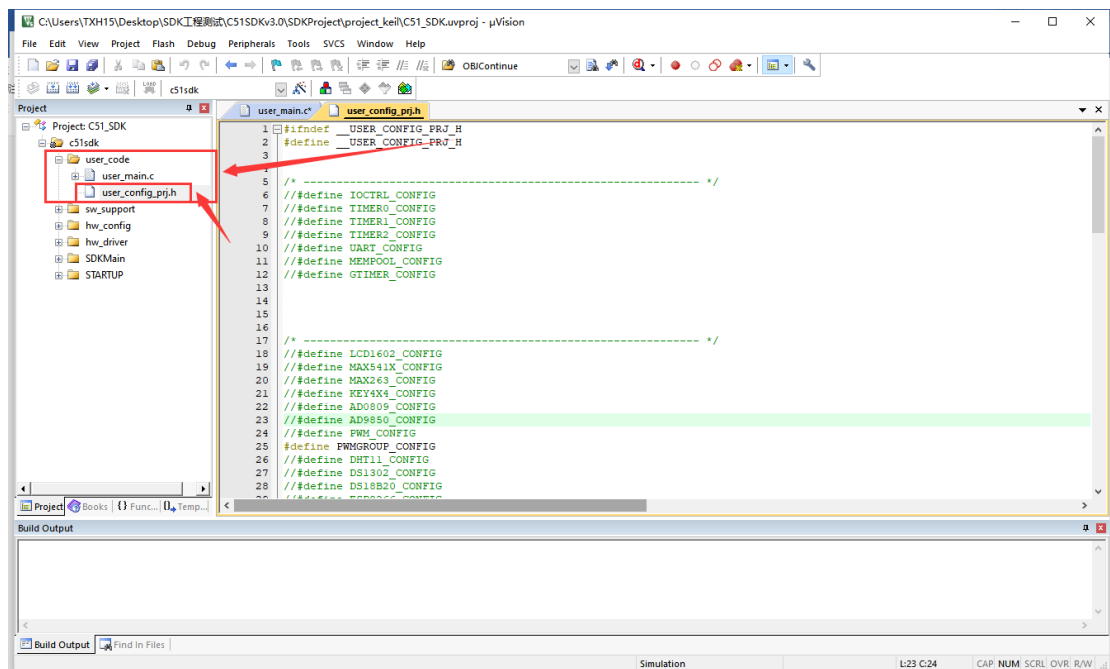 C:\Users\TXH15\Desktop\SDK工程测试\C51SDKv3.0\SDKProject\project_keil\C51_SDK.uvproj - µVision
File Edit View Project Flash Debug Peripherals Tools SVCS Window Help
OBJContinue
c51sdk
Project
user_main.c* user_config_prj.h
Project: C51_SDK
c51sdk
user_code
user_main.c
user_config_prj.h
sw_support
hw_config
hw_driver
SDKMain
STARTUP
1 #ifndef __USER_CONFIG_PRJ_H
2 #define __USER_CONFIG_PRJ_H
3
4
5 /* ------------------------------------------------------------ */
6 //#define IOCTRL_CONFIG
7 //#define TIMER0_CONFIG
8 //#define TIMER1_CONFIG
9 //#define TIMER2_CONFIG
10 //#define UART_CONFIG
11 //#define MEMPOOL_CONFIG
12 //#define GTIMER_CONFIG
13
14
15
16
17 /* ------------------------------------------------------------ */
18 //#define LCD1602_CONFIG
19 //#define MAX541X_CONFIG
20 //#define MAX263_CONFIG
21 //#define KEY4X4_CONFIG
22 //#define AD0809_CONFIG
23 //#define AD9850_CONFIG
24 //#define PWM_CONFIG
25 #define PWMGROUP_CONFIG
26 //#define DHT11_CONFIG
27 //#define DS1302_CONFIG
28 //#define DS18B20_CONFIG
Project Books {} Func... Temp...
Build Output
Build Output Find In Files
Simulation L:23 C:24 CAP NUM SCRL OVR R/W